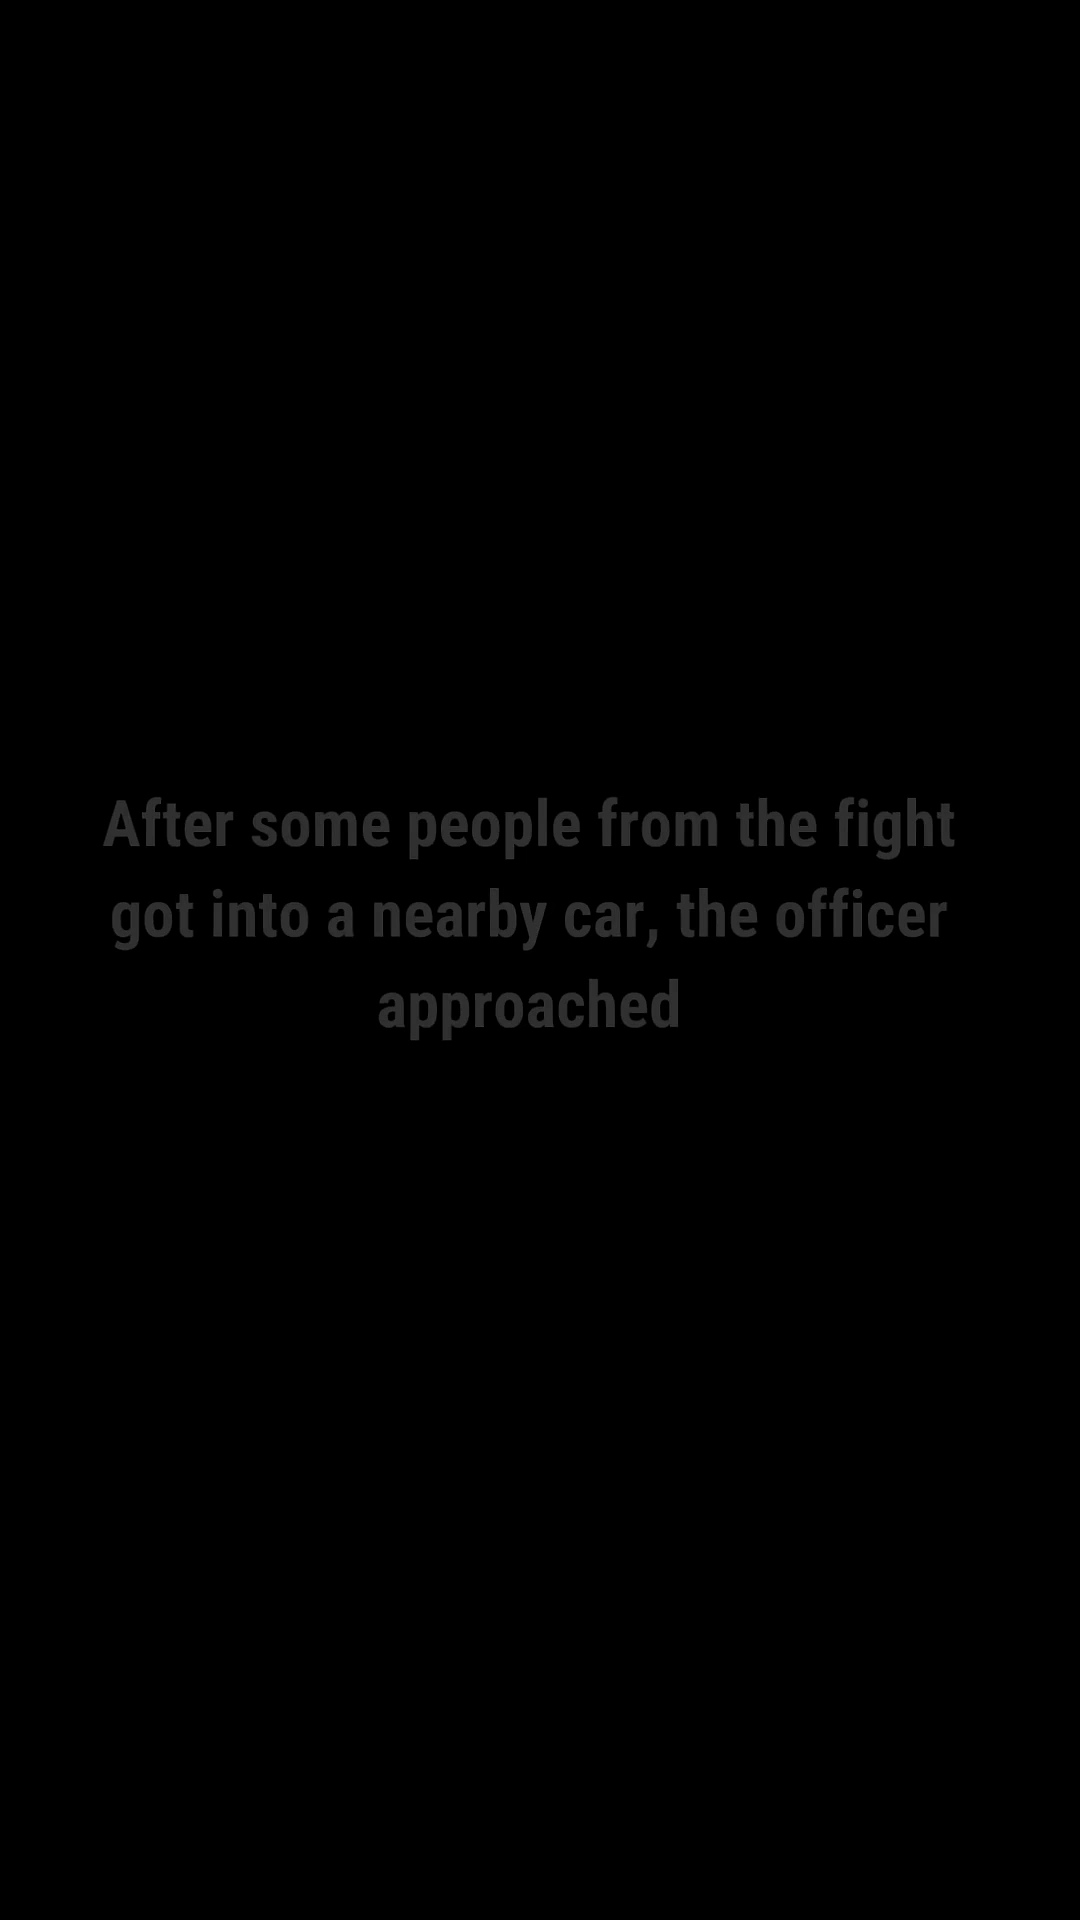 After some people from the fight
got into a nearby car, the officer
approached